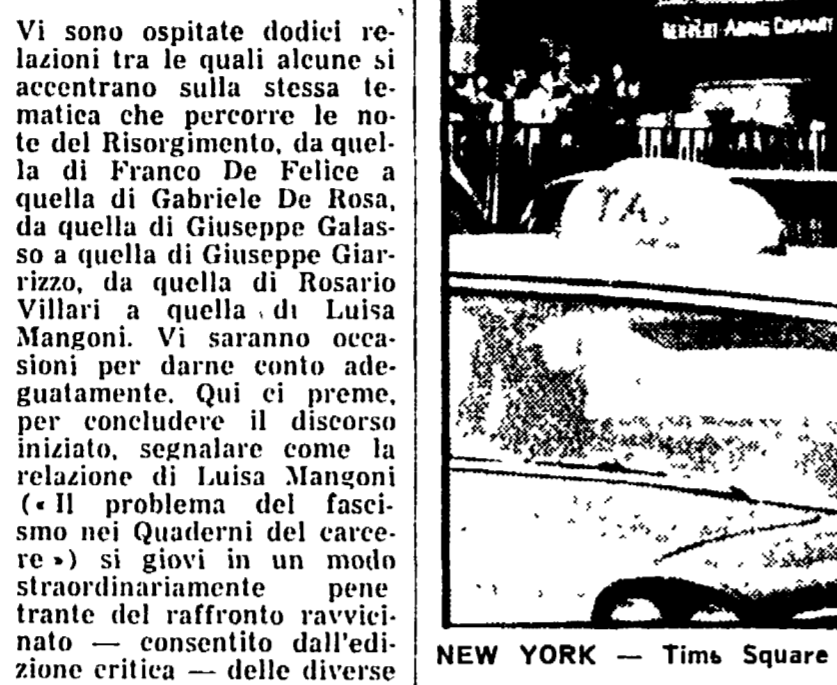 Vi sono ospitate dodici re-
lazioni tra le quali alcune si
accentrano sulla stessa te-
matica che percorre le no-
te del Risorgimento, da quel-
la di Franco De Felice a
quella di Gabriele De Rosa,
da quella di Giuseppe Galas-
so a quella di Giuseppe Giar-
rizzo, da quella di Rosario
Villari a quella di Luisa
Mangoni. Vi saranno occa-
sioni per darne conto ade-
guatamente. Qui ci preme,
per concludere il discorso
iniziato, segnalare come la
relazione di Luisa Mangoni
(« Il problema del fasci-
smo nei Quaderni del carce-
re ») si giovi in un modo
straordinariamente pene
trante del raffronto ravvici-
nato — consentito dall'edi-
zione critica — delle diverse
NEW YORK — Time Square